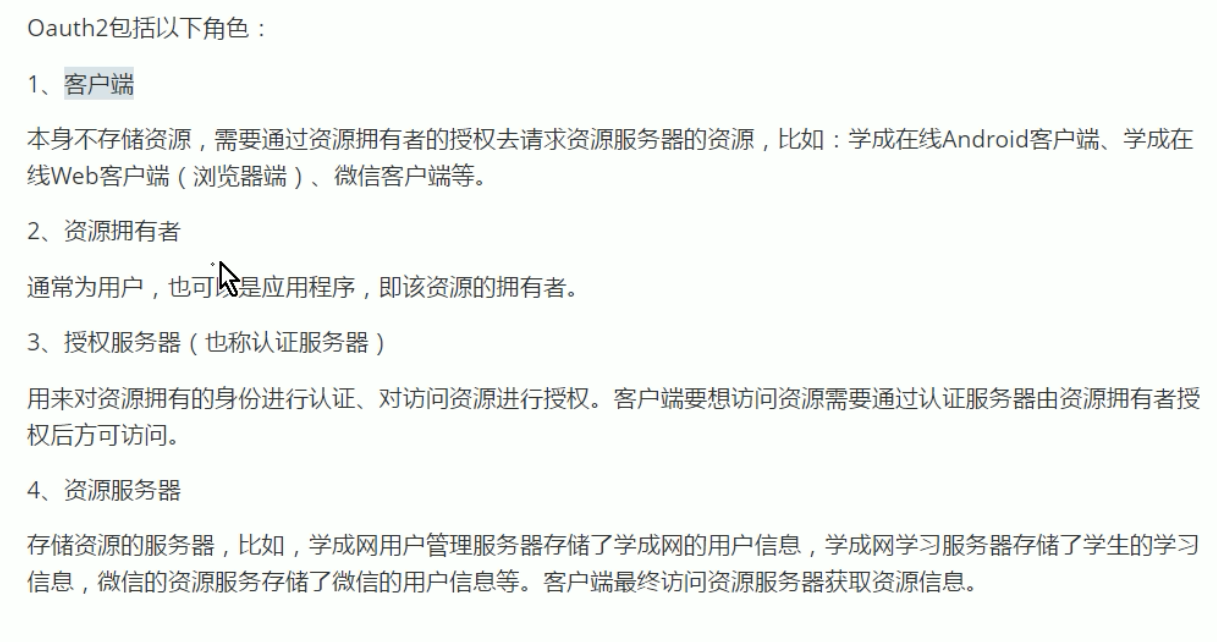 Oauth2包括以下角色：
1、客户端
本身不存储资源，需要通过资源拥有者的授权去请求资源服务器的资源，比如：学成在线Android客户端、学成在
线Web客户端（浏览器端）、微信客户端等。
2、资源拥有者
通常为用户，也可以是应用程序，即该资源的拥有者。
3、授权服务器（也称认证服务器）
用来对资源拥有的身份进行认证、对访问资源进行授权。客户端要想访问资源需要通过认证服务器由资源拥有者授
权后方可访问。
4、资源服务器
存储资源的服务器，比如，学成网用户管理服务器存储了学成网的用户信息，学成网学习服务器存储了学生的学习
信息，微信的资源服务存储了微信的用户信息等。客户端最终访问资源服务器获取资源信息。